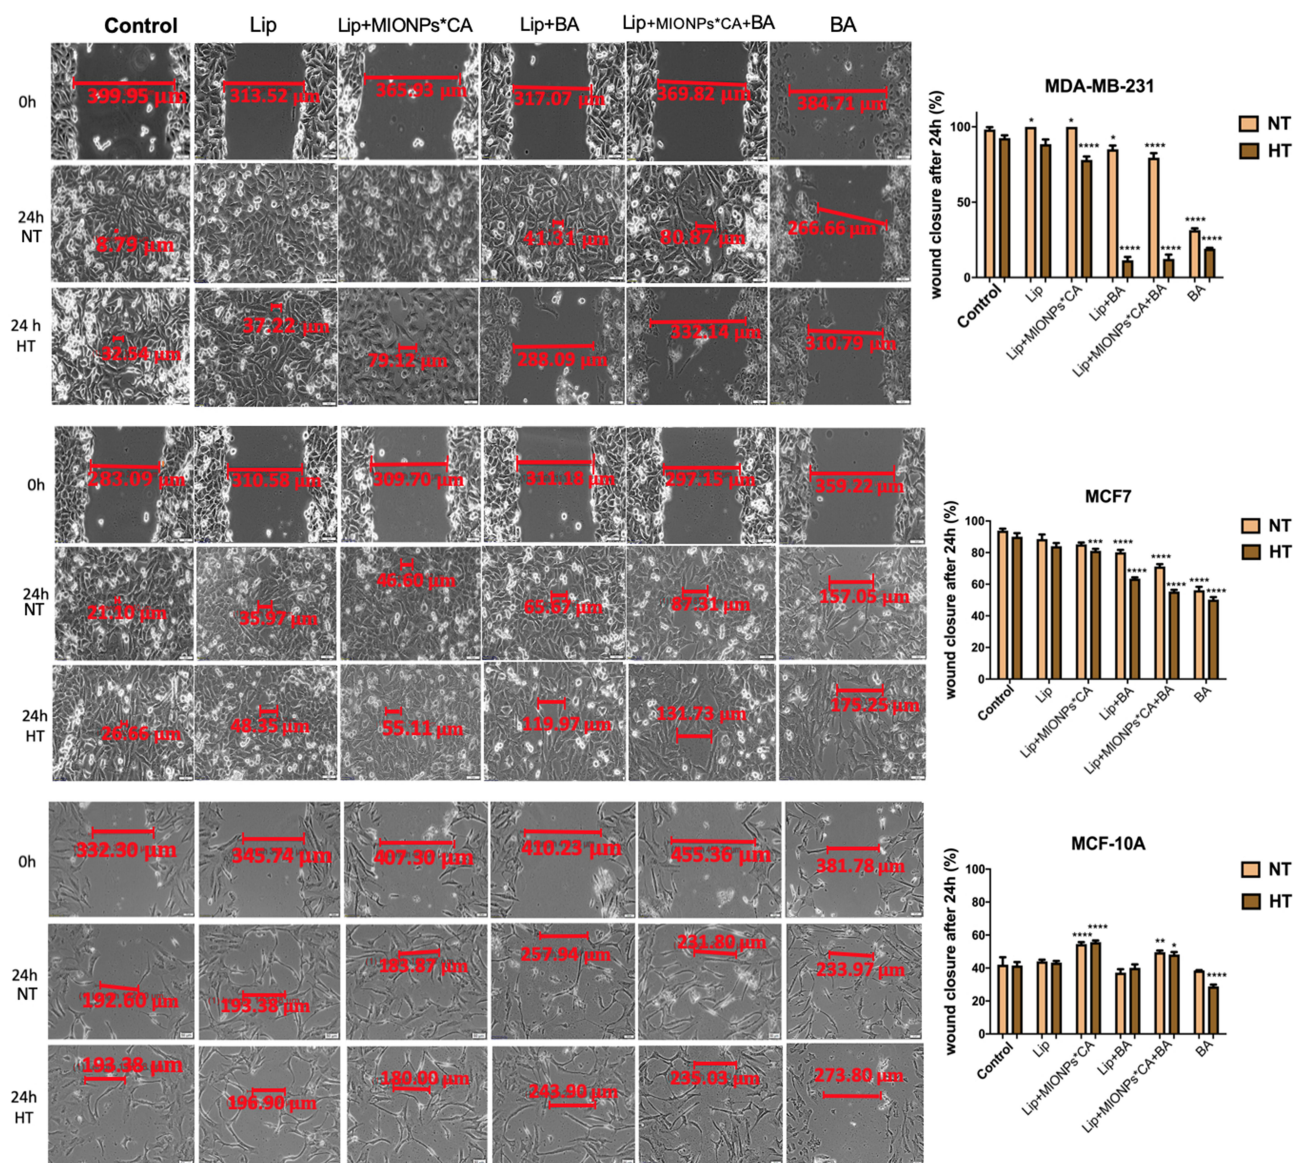 Control Lip Lip+MIONPs*CA Lip+BA Lip+MIONPs*CA+BA BA
0h
399.95 µm 313.52 µm 365.93 µm 317.07 µm 369.82 µm 384.71 µm
24h
NT
8.79 µm 41.31 µm 80.87 µm 266.66 µm
24 h
HT
32.54 µm 37.22 µm 79.12 µm 288.09 µm 332.14 µm 310.79 µm
MDA-MB-231
wound closure after 24h (%)
100
50
0
* * **** * **** **** **** **** ****
Control Lip Lip+MIONPs*CA Lip+BA Lip+MIONPs*CA+BA BA
NT
HT
0h
283.09 µm 310.58 µm 309.70 µm 311.18 µm 297.15 µm 359.22 µm
24h
NT
21.10 µm 35.97 µm 46.60 µm 65.67 µm 87.31 µm 157.05 µm
24h
HT
26.66 µm 48.35 µm 55.11 µm 119.97 µm 131.73 µm 175.25 µm
MCF7
wound closure after 24h (%)
100
80
60
40
20
0
*** **** **** **** **** **** ****
Control Lip Lip+MIONPs*CA Lip+BA Lip+MIONPs*CA+BA BA
NT
HT
0h
332.30 µm 345.74 µm 407.30 µm 410.23 µm 455.36 µm 381.78 µm
24h
NT
192.60 µm 193.38 µm 183.87 µm 257.94 µm 231.80 µm 233.97 µm
24h
HT
193.38 µm 196.90 µm 180.00 µm 243.90 µm 235.03 µm 273.80 µm
MCF-10A
wound closure after 24h (%)
100
80
60
40
20
0
**** **** ** * ****
Control Lip Lip+MIONPs*CA Lip+BA Lip+MIONPs*CA+BA BA
NT
HT